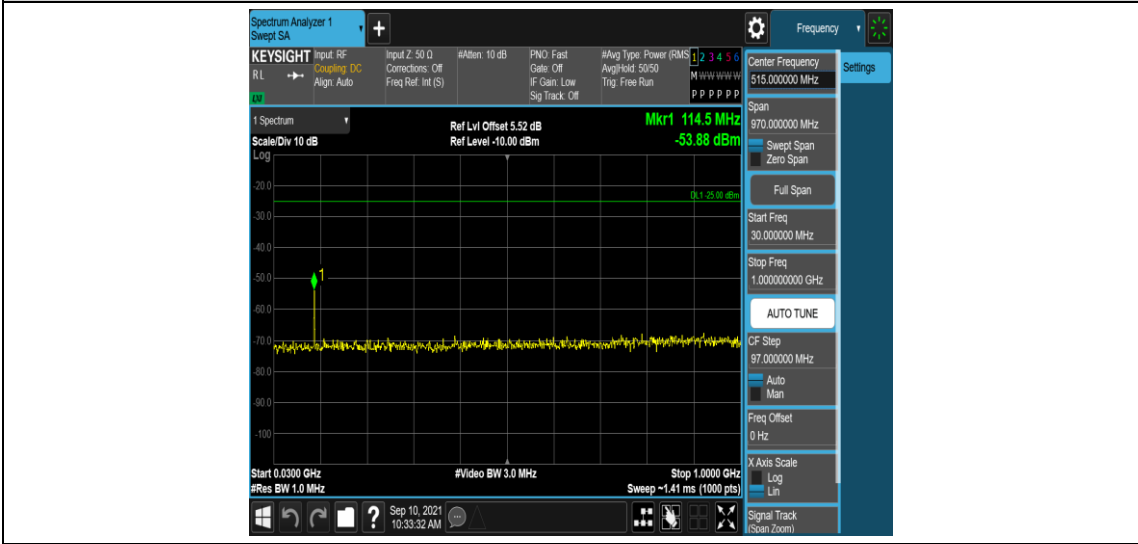 Spectrum Analyzer 1
Swept SA
+
Frequency
KEYSIGHT
Input: RF
Coupling: DC
Align: Auto
Input Z: 50 Ω
Corrections: Off
Freq Ref: Int (S)
#Atten: 10 dB
PNO: Fast
Gate: Off
IF Gain: Low
Sig Track: Off
#Avg Type: Power (RMS
Avg|Hold: 50/50
Trig: Free Run
1 2 3 4 5 6
M W W W W W
P P P P P P
R L
Center Frequency
515.000000 MHz
Settings
Span
970.000000 MHz
Swept Span
Zero Span
Full Span
Start Freq
30.000000 MHz
Stop Freq
1.000000000 GHz
AUTO TUNE
CF Step
97.000000 MHz
Auto
Man
Freq Offset
0 Hz
X Axis Scale
Log
Lin
Signal Track
(Span Zoom)
1 Spectrum
Scale/Div 10 dB
Log
Ref Lvl Offset 5.52 dB
Ref Level -10.00 dBm
Mkr1 114.5 MHz
-53.88 dBm
DL1 -25.00 dBm
-20.0
-30.0
-40.0
-50.0
1
-60.0
-70.0
-80.0
-90.0
-100
Start 0.0300 GHz
#Res BW 1.0 MHz
#Video BW 3.0 MHz
Stop 1.0000 GHz
Sweep ~1.41 ms (1000 pts)
?
Sep 10, 2021
10:33:32 AM